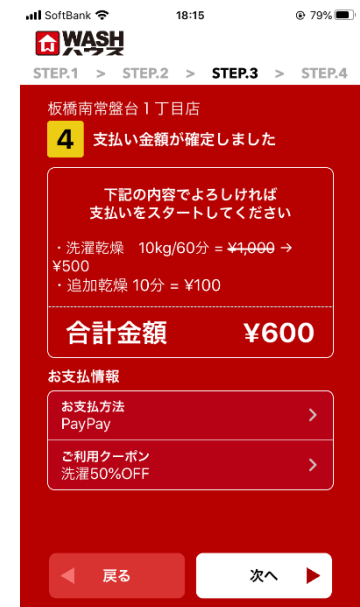 SoftBank 18:15 79%
WASH
ハウス
STEP.1 > STEP.2 > STEP.3 > STEP.4
板橋南常盤台1丁目店
4 支払い金額が確定しました
下記の内容でよろしければ
支払いをスタートしてください
・洗濯乾燥 10kg/60分 = ¥1,000 →
¥500
・追加乾燥 10分 = ¥100
合計金額 ¥600
お支払情報
お支払方法
PayPay
ご利用クーポン
洗濯50%OFF
戻る 次へ